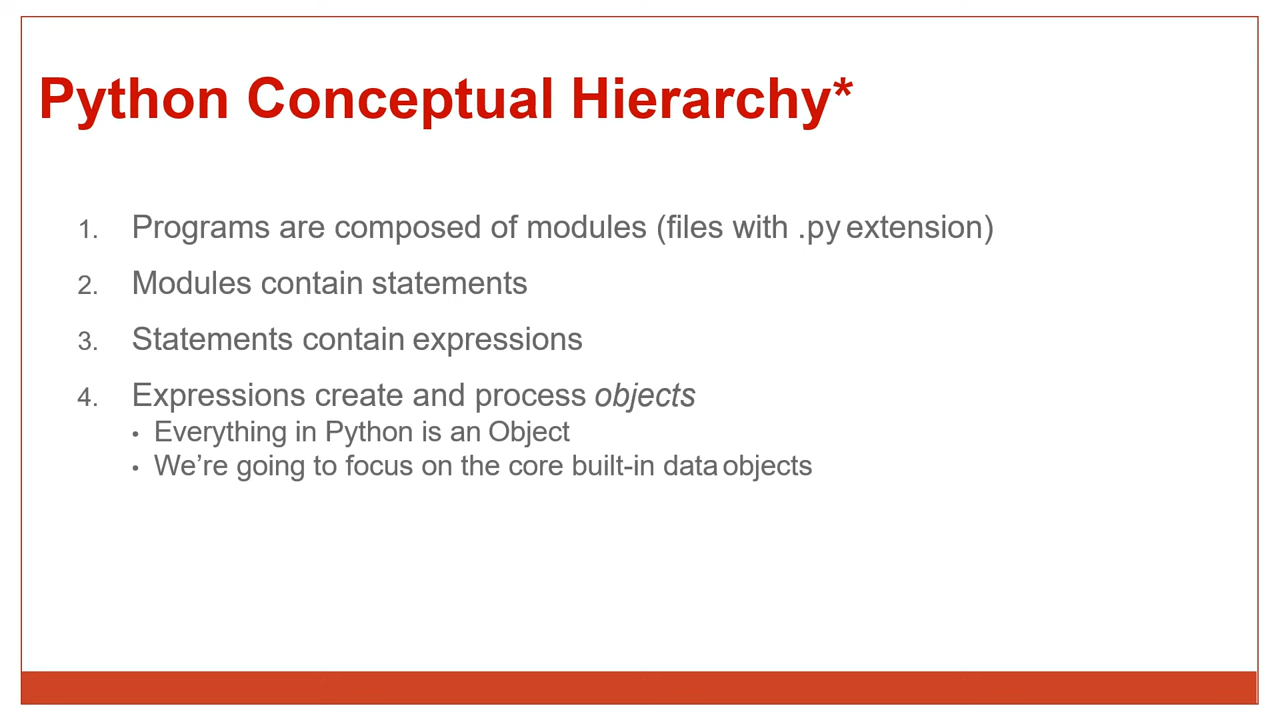 Python Conceptual Hierarchy*
1. Programs are composed of modules (files with .py extension)
2. Modules contain statements
3. Statements contain expressions
4. Expressions create and process objects
• Everything in Python is an Object
• We’re going to focus on the core built-in data objects